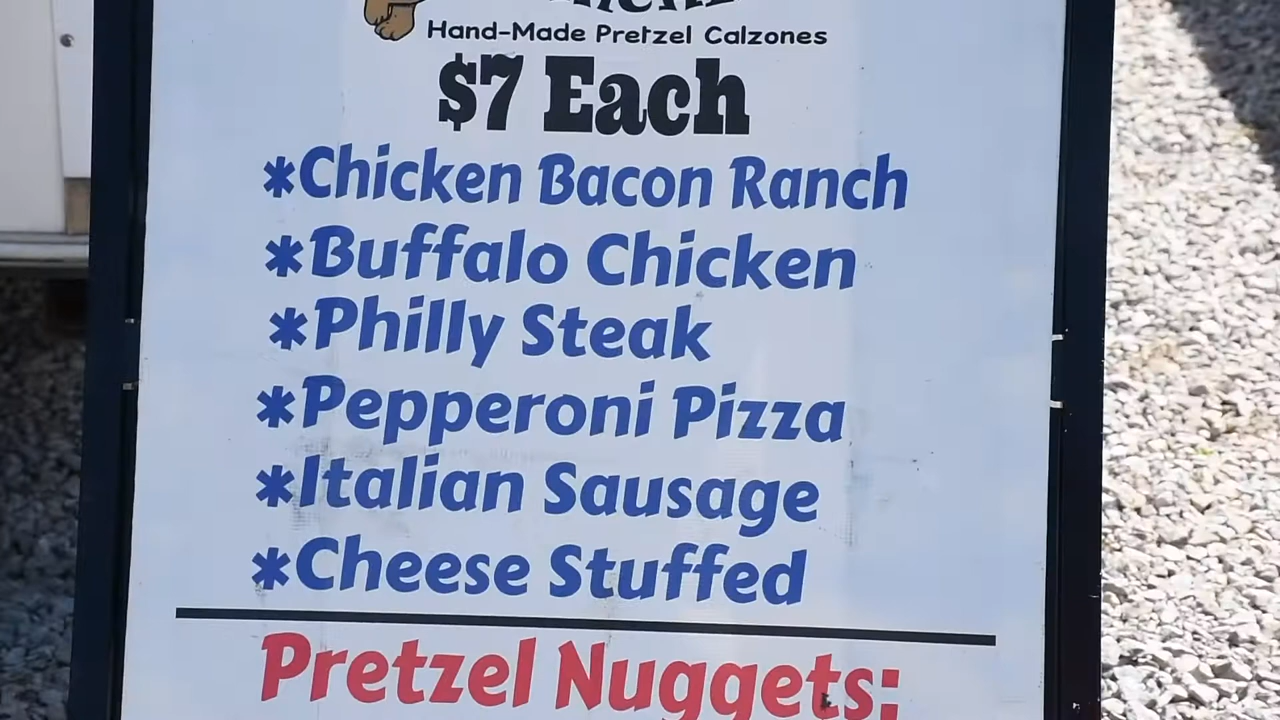 Hand-Made Pretzel Calzones
$7 Each
*Chicken Bacon Ranch
*Buffalo Chicken
*Philly Steak
*Pepperoni Pizza
*Italian Sausage
*Cheese Stuffed
Pretzel Nuggets: